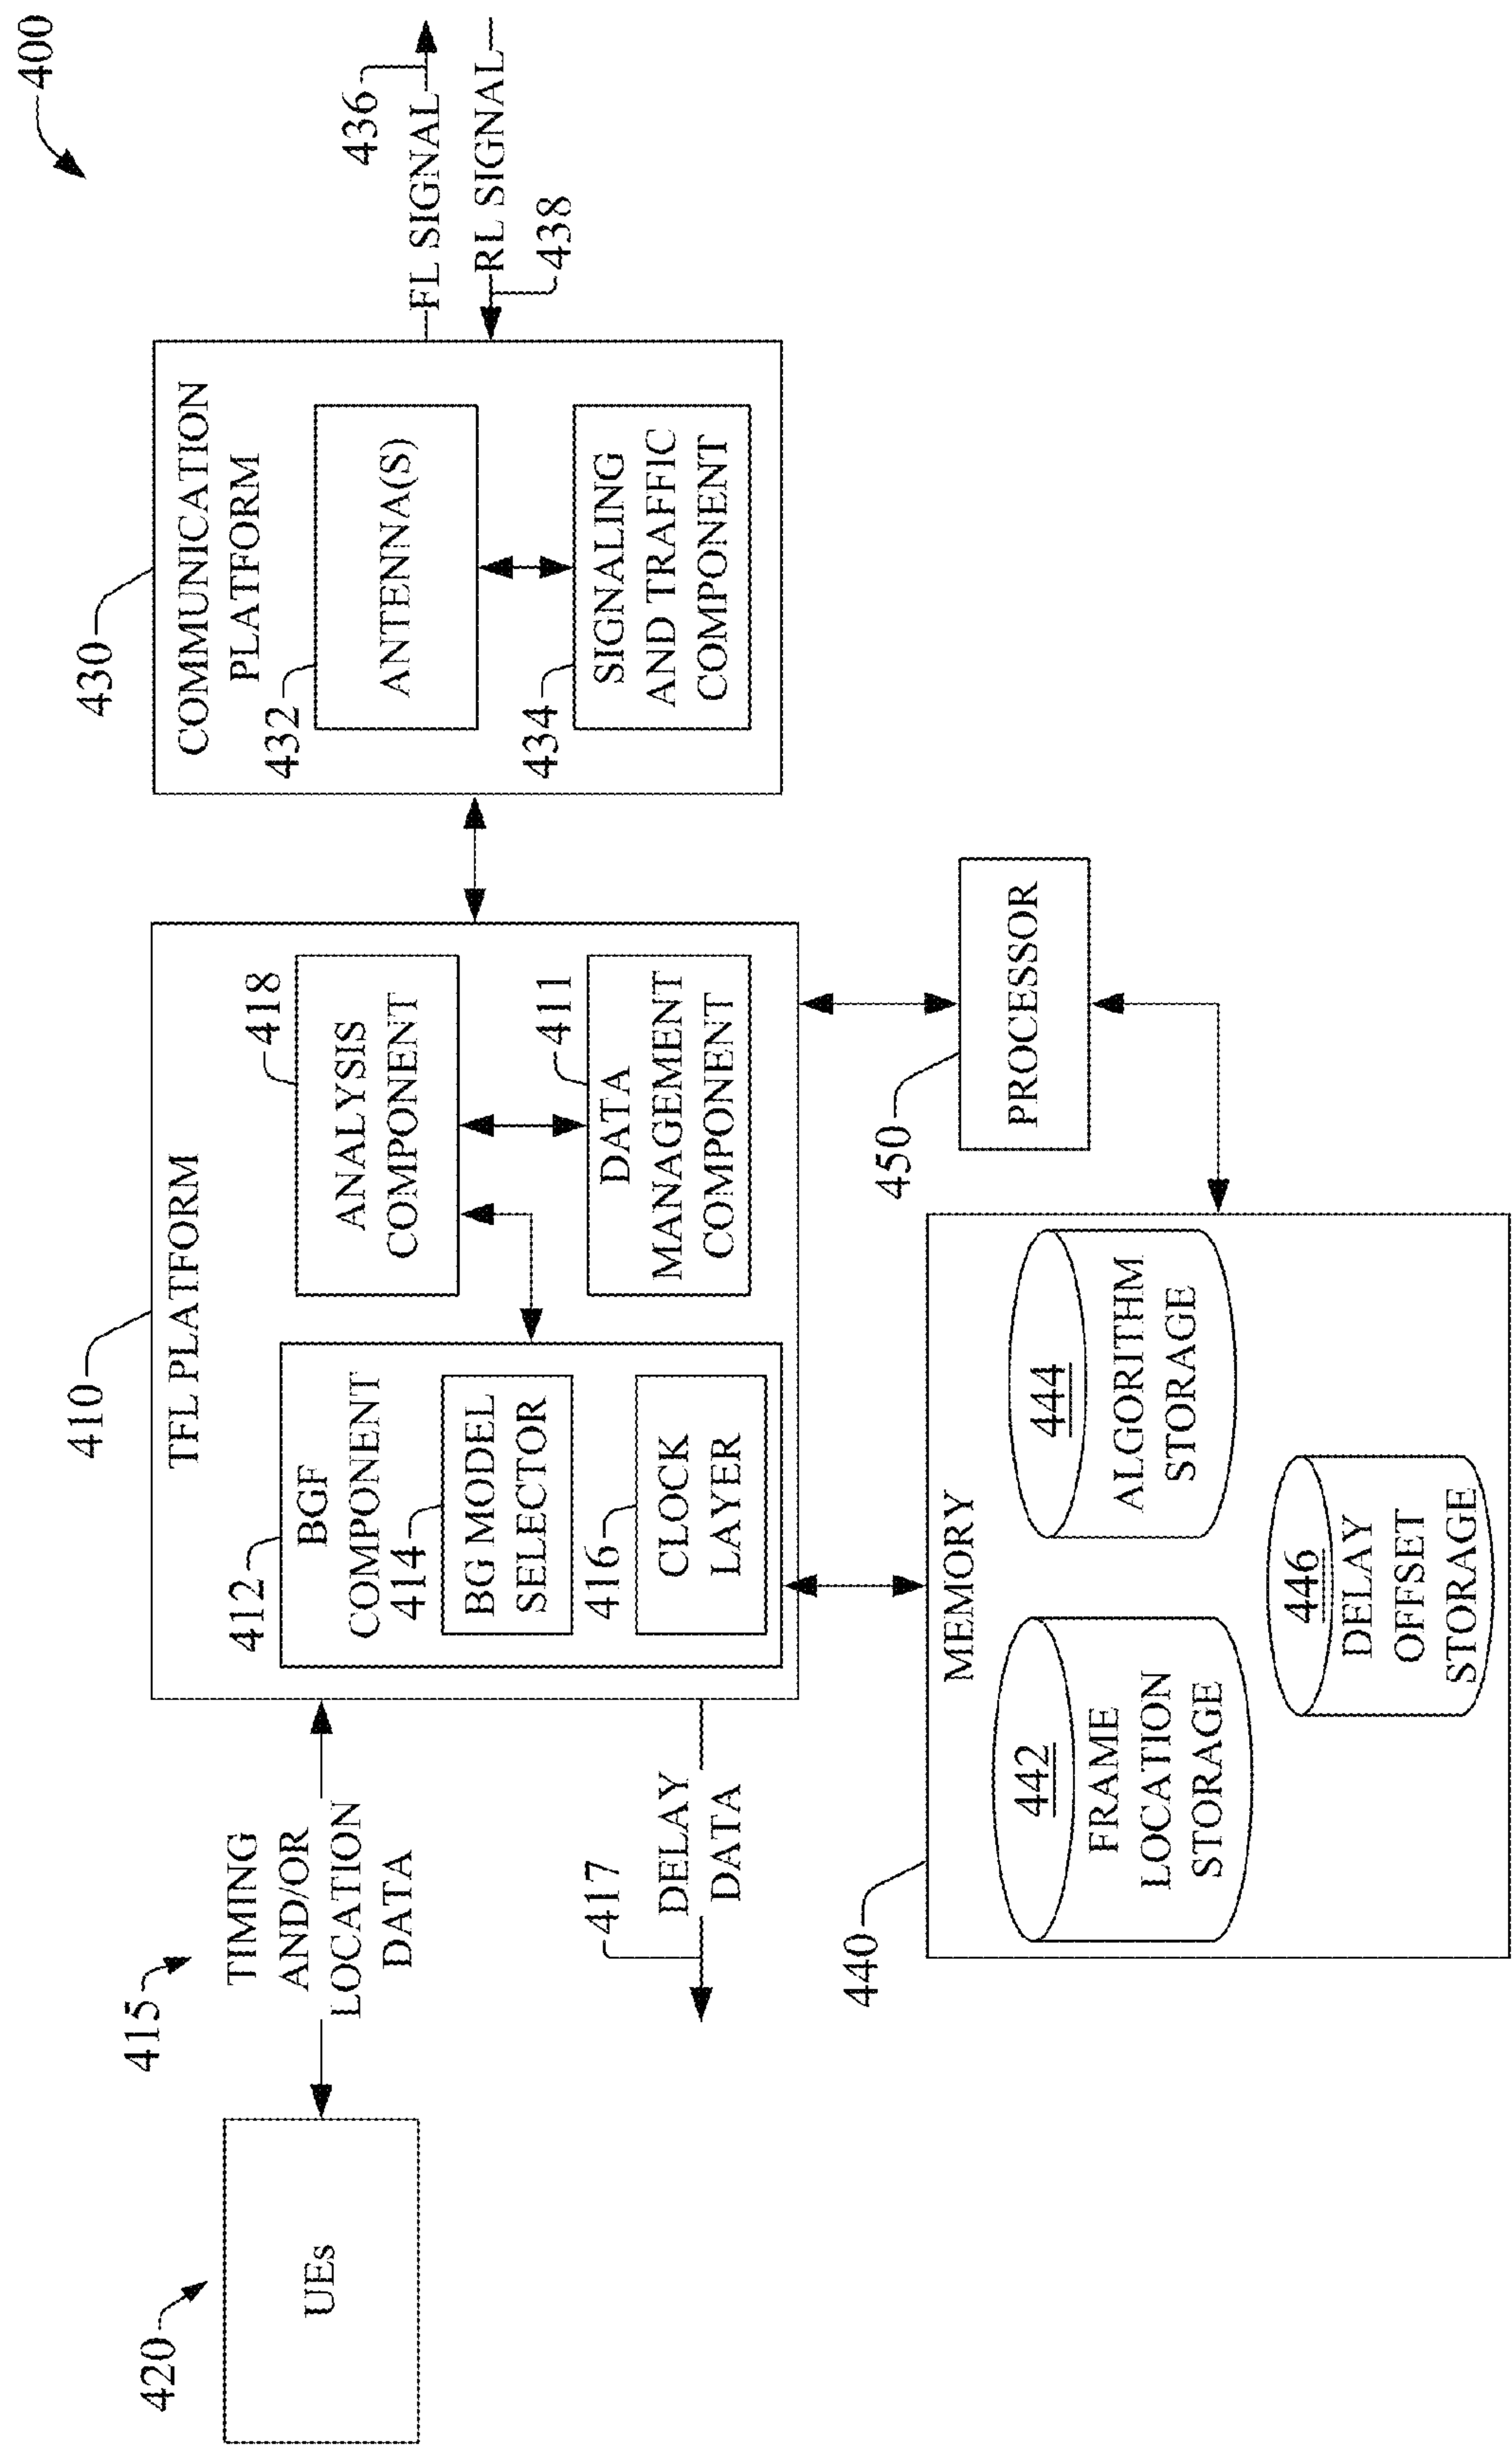 400
420
UEs
415
TIMING
AND/OR
LOCATION
DATA
417
DELAY
DATA
410
TFL PLATFORM
412
BGF
COMPONENT
414
BG MODEL
SELECTOR
416
CLOCK
LAYER
418
ANALYSIS
COMPONENT
411
DATA
MANAGEMENT
COMPONENT
430
COMMUNICATION
PLATFORM
432
ANTENNA(S)
434
SIGNALING
AND TRAFFIC
COMPONENT
436
FL SIGNAL
RL SIGNAL
438
440
MEMORY
442
FRAME
LOCATION
STORAGE
444
ALGORITHM
STORAGE
446
DELAY
OFFSET
STORAGE
450
PROCESSOR